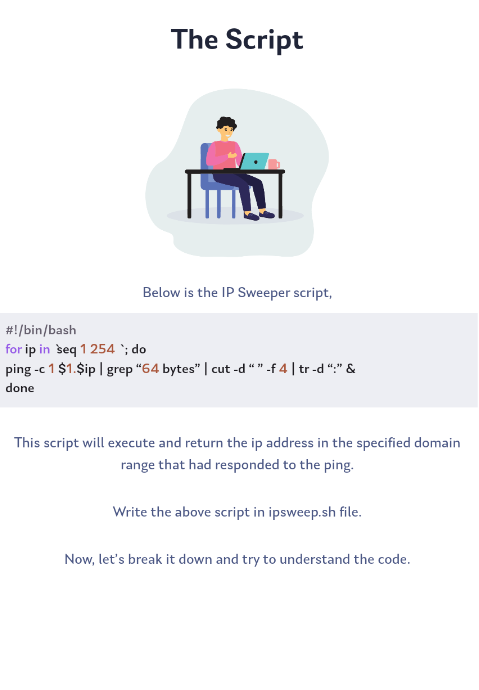 The Script
Below is the IP Sweeper script,
#!/bin/bash
for ip in `seq 1 254 `; do
ping -c 1 $1.$ip | grep “64 bytes” | cut -d “ ” -f 4 | tr -d “:” &
done
This script will execute and return the ip address in the specified domain
range that had responded to the ping.
Write the above script in ipsweep.sh file.
Now, let’s break it down and try to understand the code.